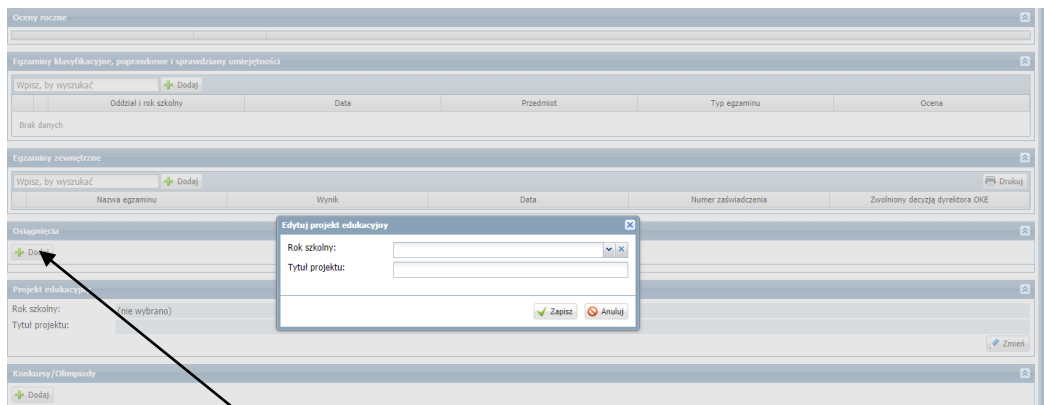 Oceny roczne
Egzaminy klasyfikacyjne, poprawkowe i sprawdziany umiejętności
Wpisz, by wyszukać Dodaj
Oddział i rok szkolny Data Przedmiot Typ egzaminu Ocena
Brak danych
Egzaminy zewnętrzne
Wpisz, by wyszukać Dodaj Drukuj
Nazwa egzaminu Wynik Data Numer zaświadczenia Zwolniony decyzją dyrektora OKE
Edytuj projekt edukacyjny
Rok szkolny:
Tytuł projektu:
Zapisz Anuluj
Osiągnięcia
Dodaj
Projekt edukacyj
Rok szkolny: (nie wybrano)
Tytuł projektu:
Zmień
Konkursy/Olimpiady
Dodaj